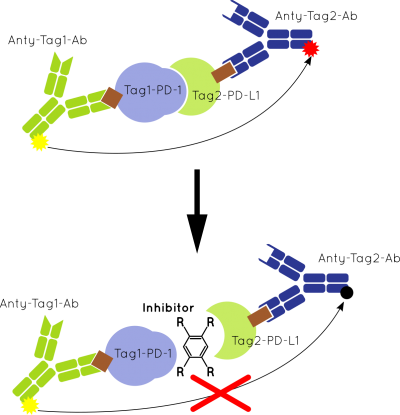 Anty-Tag2-Ab
Anty-Tag1-Ab
Tag1-PD-1
Tag2-PD-L1
Anty-Tag2-Ab
Anty-Tag1-Ab
Inhibitor
R R
Tag1-PD-1
Tag2-PD-L1
R R